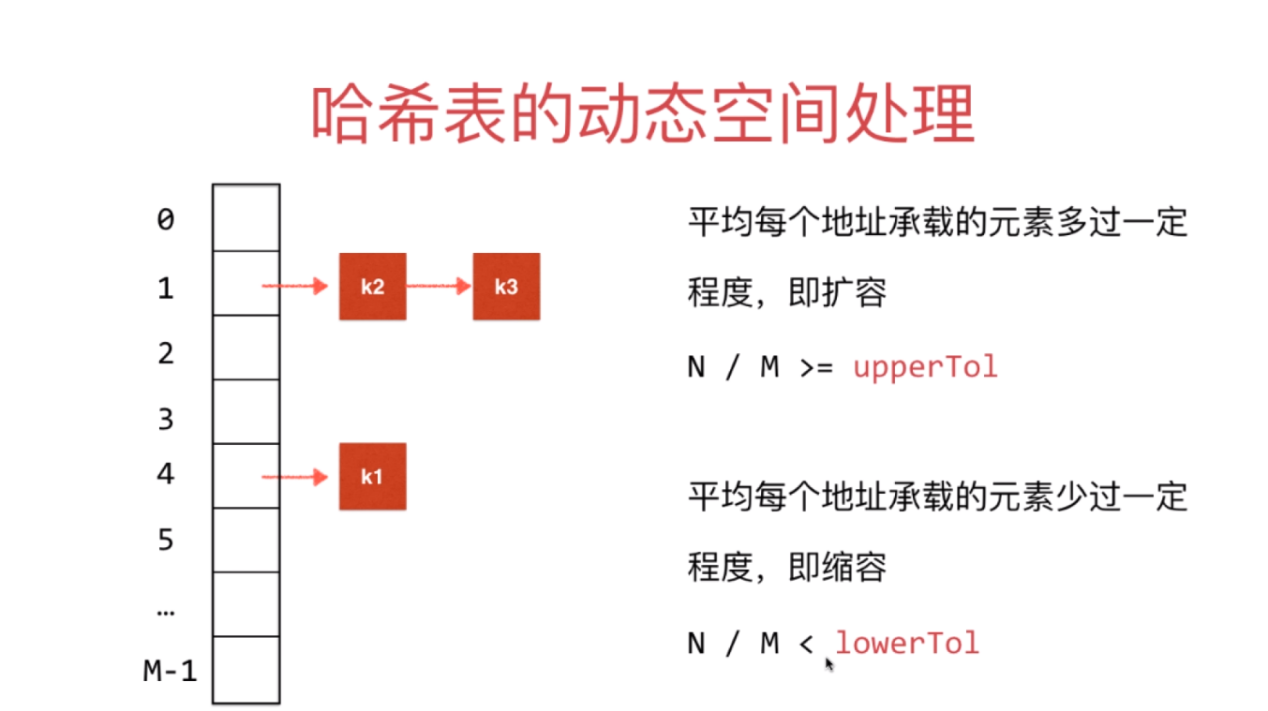 哈希表的动态空间处理
0
1
k2
k3
2
3
4
k1
5
…
M-1
平均每个地址承载的元素多过一定
程度，即扩容
N / M >= upperTol
平均每个地址承载的元素少过一定
程度，即缩容
N / M < lowerTol